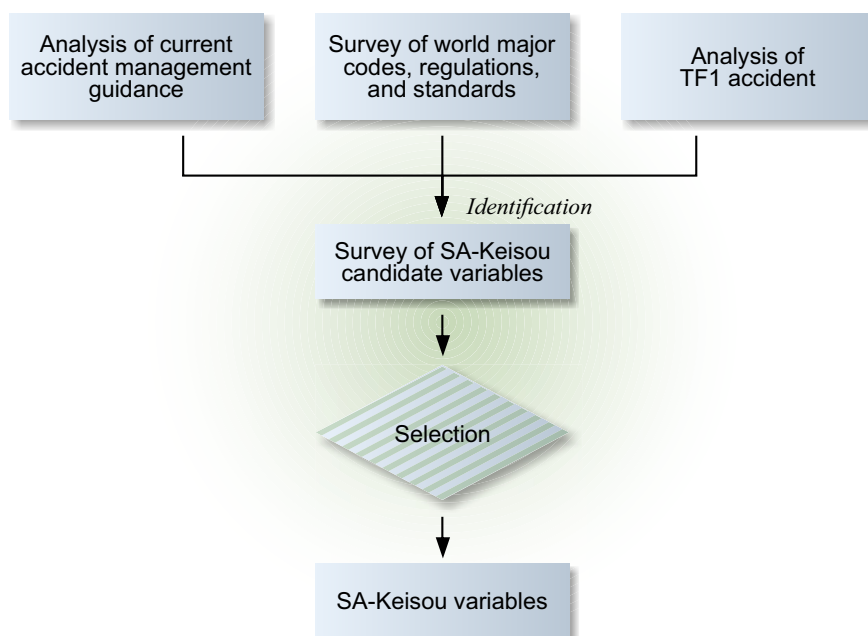 Analysis of current
accident management
guidance
Survey of world major
codes, regulations,
and standards
Analysis of
TF1 accident
Identification
Survey of SA-Keisou
candidate variables
Selection
SA-Keisou variables